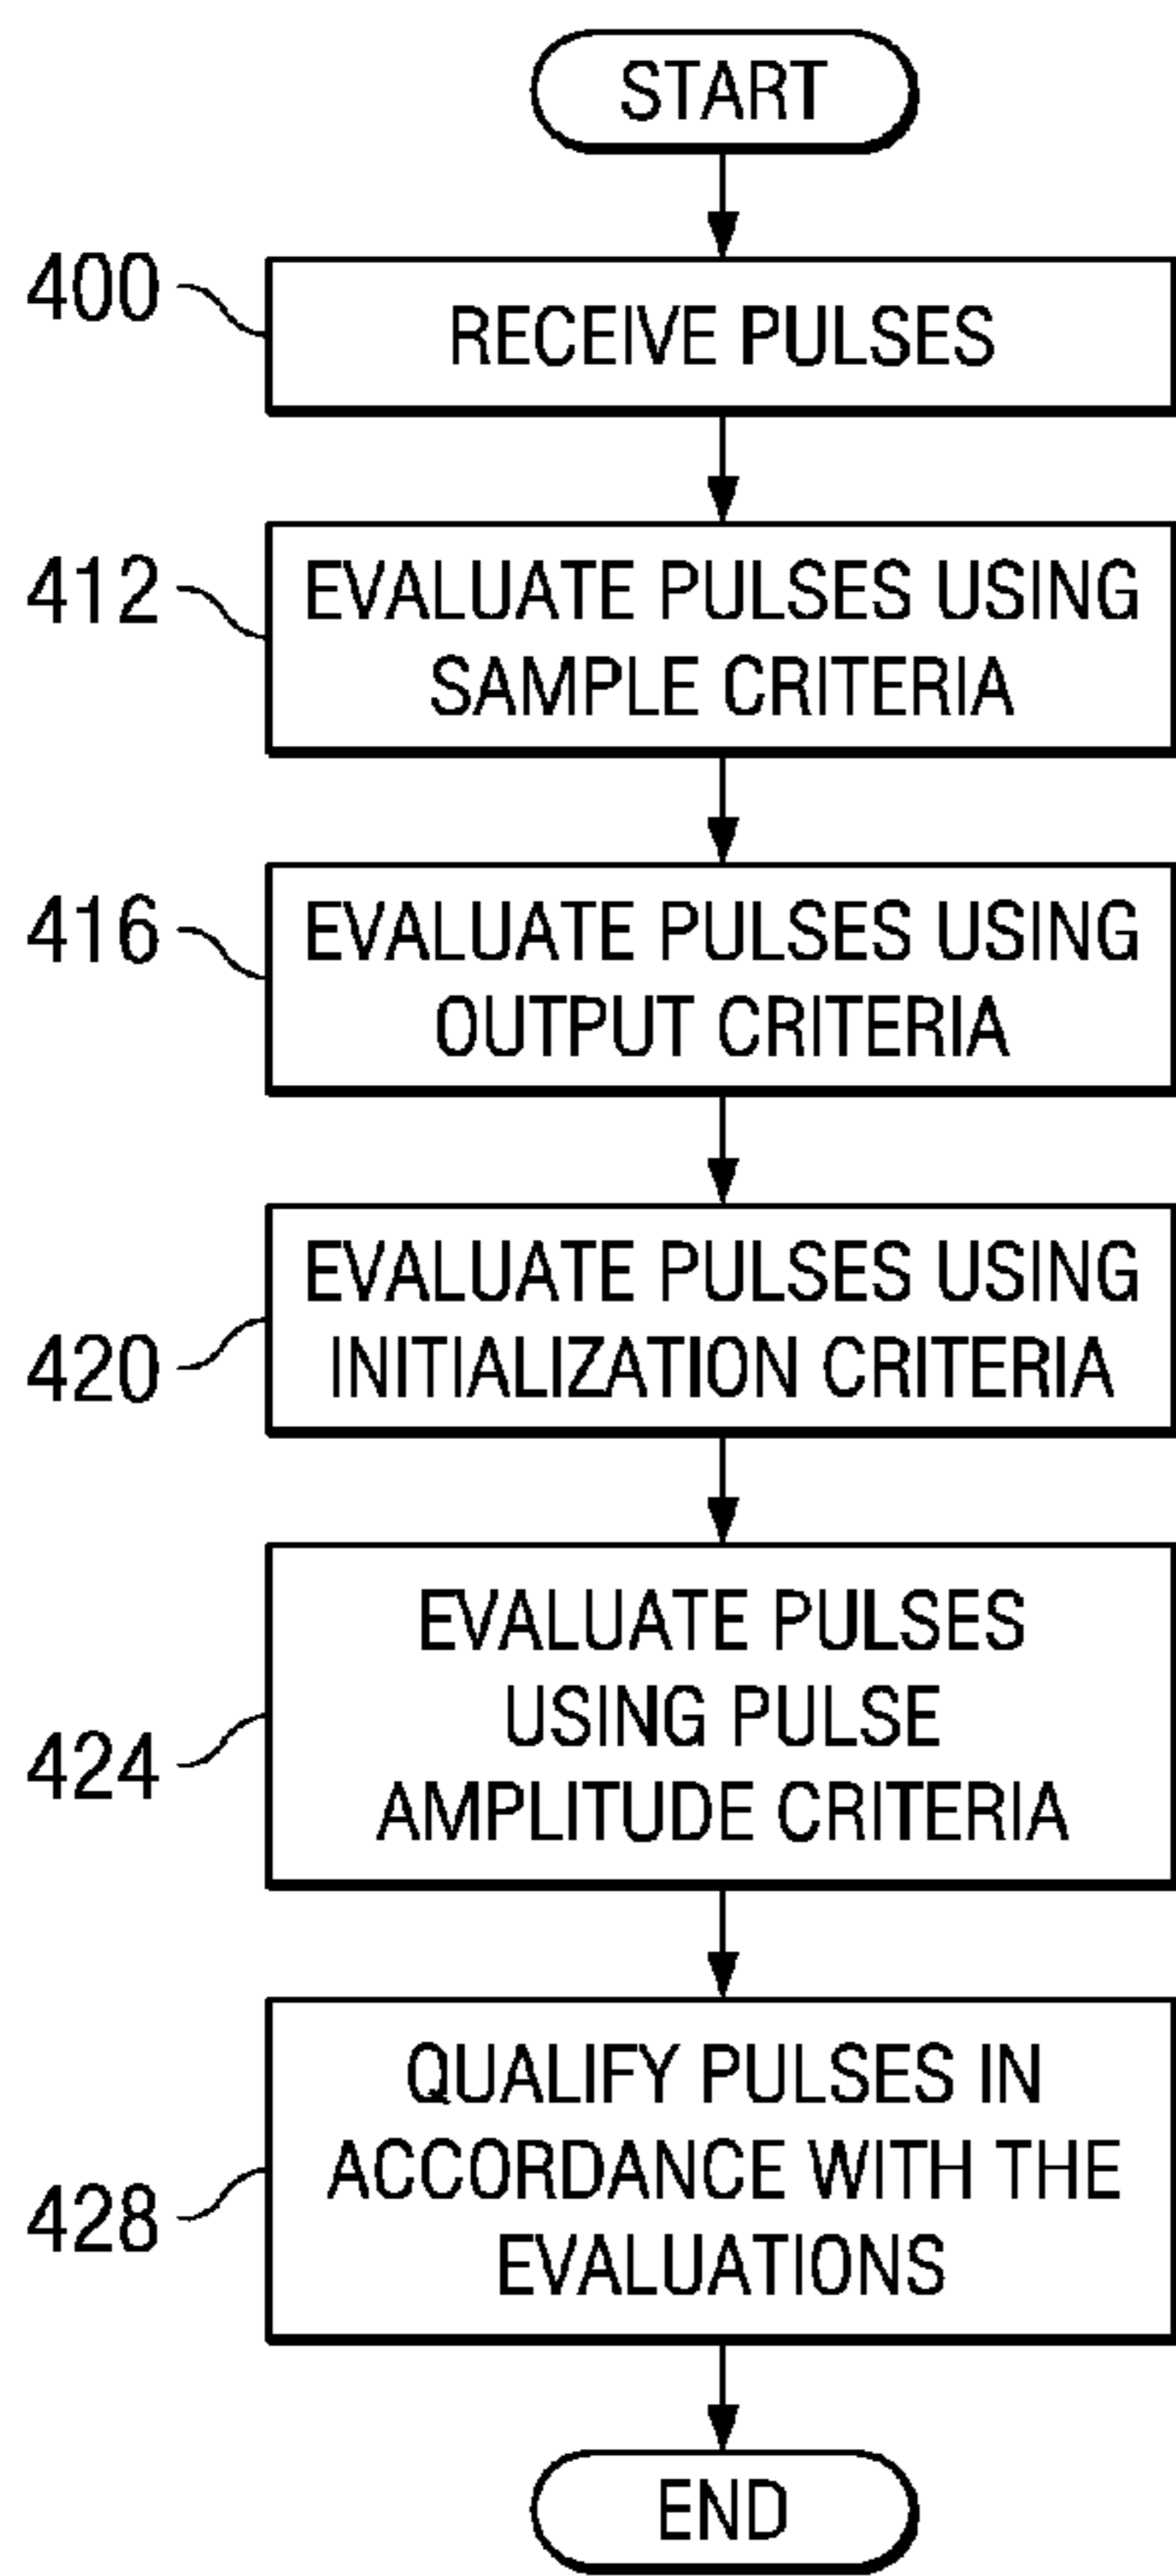 START
400
RECEIVE PULSES
412
EVALUATE PULSES USING
SAMPLE CRITERIA
416
EVALUATE PULSES USING
OUTPUT CRITERIA
420
EVALUATE PULSES USING
INITIALIZATION CRITERIA
424
EVALUATE PULSES
USING PULSE
AMPLITUDE CRITERIA
428
QUALIFY PULSES IN
ACCORDANCE WITH THE
EVALUATIONS
END